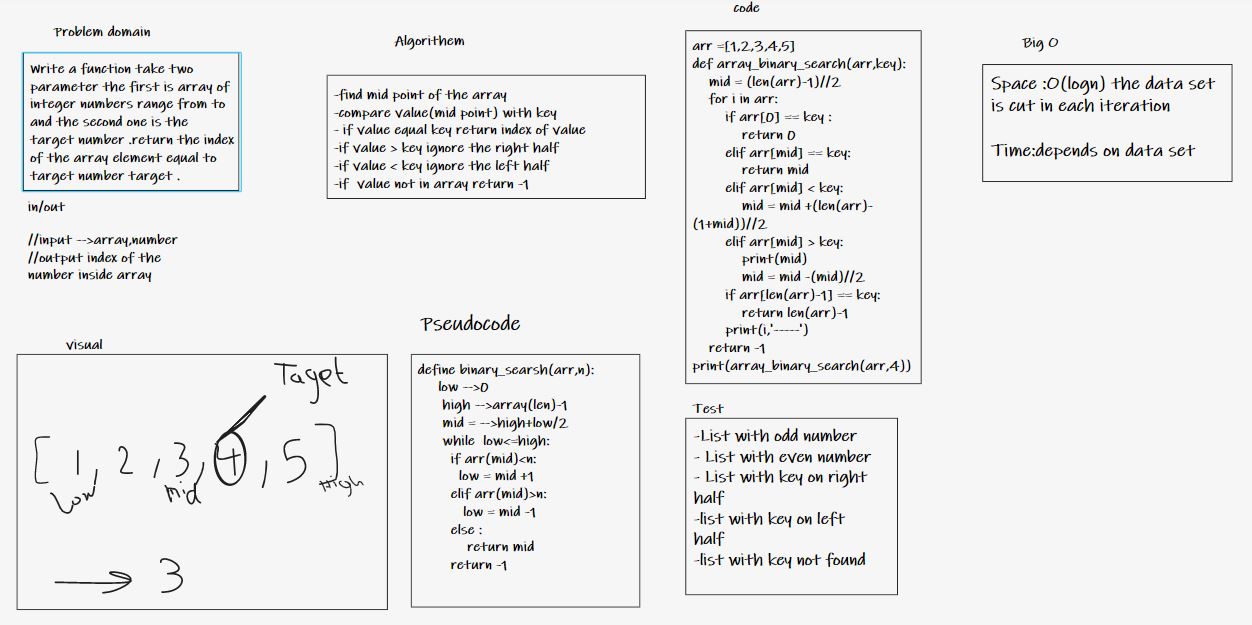 Problem domain
Write a function take two
parameter the first is array of
integer numbers range from to
and the second one is the
target number .return the index
of the array element equal to
target number target .
in/out
//input -->array,number
//output index of the
number inside array
Visual
Taget
[ 1, 2 , 3, 4 , 5 ]
Low
mid
High
3
Algorithem
-find mid point of the array
-compare value(mid point) with key
- if value equal key return index of value
-if value > key ignore the right half
-if value < key ignore the left half
-if value not in array return -1
Pseudocode
define binary_searsh(arr,n):
low -->0
high -->array(len)-1
mid = -->high+low/2
while low<=high:
if arr(mid)<n:
low = mid +1
elif arr(mid)>n:
low = mid -1
else :
return mid
return -1
code
arr =[1,2,3,4,5]
def array_binary_search(arr,key):
mid = (len(arr)-1)//2
for i in arr:
if arr[0] == key :
return 0
elif arr[mid] == key:
return mid
elif arr[mid] < key:
mid = mid +(len(arr)-
(1+mid))//2
elif arr[mid] > key:
print(mid)
mid = mid -(mid)//2
if arr[len(arr)-1] == key:
return len(arr)-1
print(i,'-----')
return -1
print(array_binary_search(arr,4))
Test
-List with odd number
- List with even number
- List with key on right
half
-list with key on left
half
-list with key not found
Big O
Space :O(logn) the data set
is cut in each iteration
Time:depends on data set